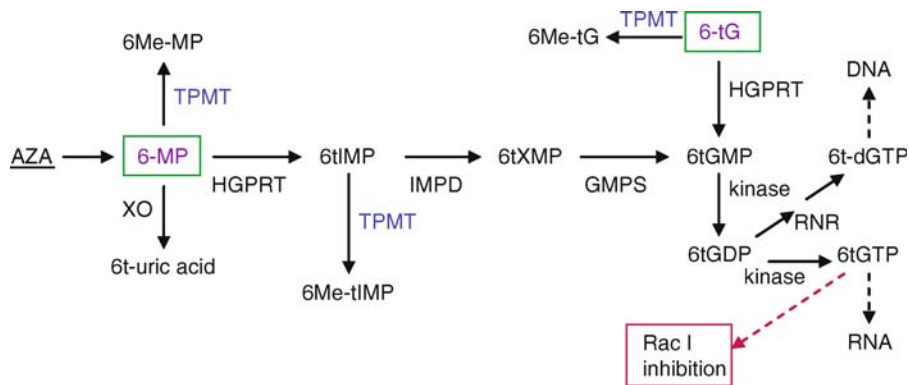 TPMT
6-tG
6Me-tG
6Me-MP
HGPRT
DNA
TPMT
AZA
6-MP
6tIMP
6tXMP
6tGMP
6t-dGTP
HGPRT
IMPD
GMPS
kinase
XO
TPMT
RNR
6t-uric acid
6tGDP
6tGTP
kinase
6Me-tIMP
Rac I
inhibition
RNA